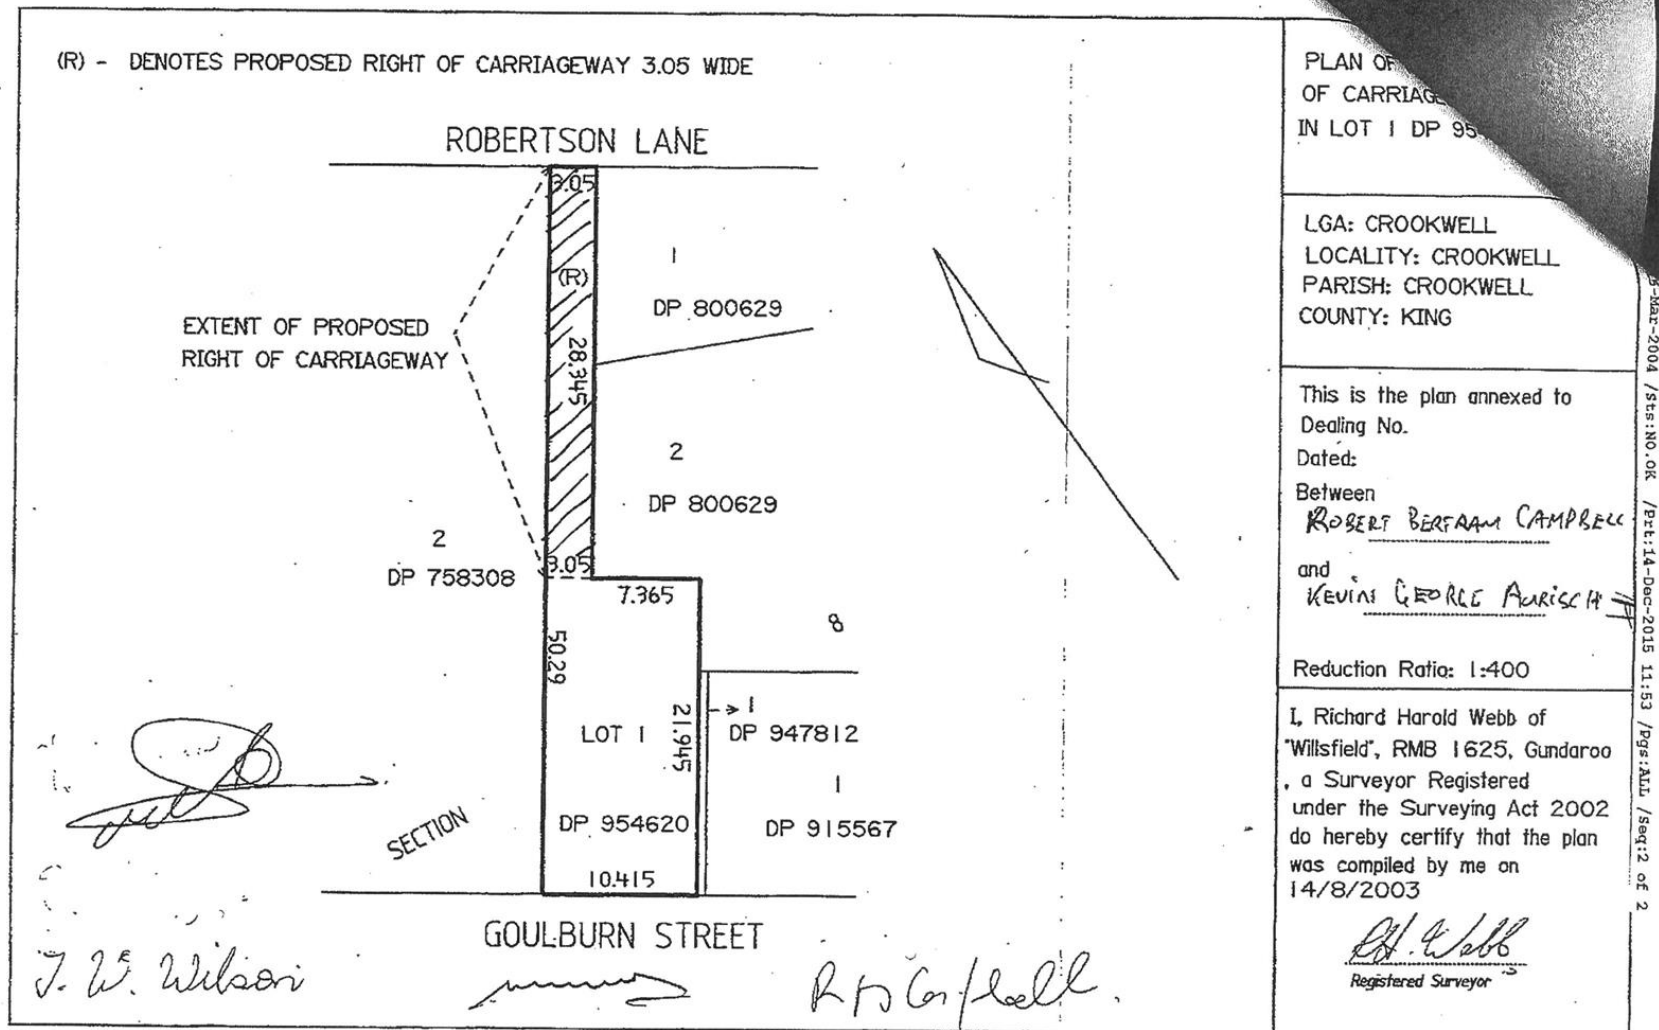 (R) - DENOTES PROPOSED RIGHT OF CARRIAGEWAY 3.05 WIDE
ROBERTSON LANE
3.05
(R)
1
DP 800629
EXTENT OF PROPOSED
RIGHT OF CARRIAGEWAY
28.345
2
DP 800629
2
DP 758308
3.05
7.365
8
50.29
LOT 1
21.945
1
DP 947812
1
DP 915567
DP 954620
SECTION
10.415
GOULBURN STREET
J. W. Wilson
PLAN OF
OF CARRIAGE
IN LOT 1 DP 95
LGA: CROOKWELL
LOCALITY: CROOKWELL
PARISH: CROOKWELL
COUNTY: KING
This is the plan annexed to
Dealing No.
Dated:
Between
ROBERT BERTRAM CAMPBELL
and
KEVIN GEORGE AURISCH
Reduction Ratio: 1:400
I, Richard Harold Webb of
"Willsfield", RMB 1625, Gundaroo
, a Surveyor Registered
under the Surveying Act 2002
do hereby certify that the plan
was compiled by me on
14/8/2003
R.H. Webb
Registered Surveyor
-Mar-2004 /Sts:NO.OK /Prt:14-Dec-2015 11:53 /Pgs:ALL /Seq:2 of 2